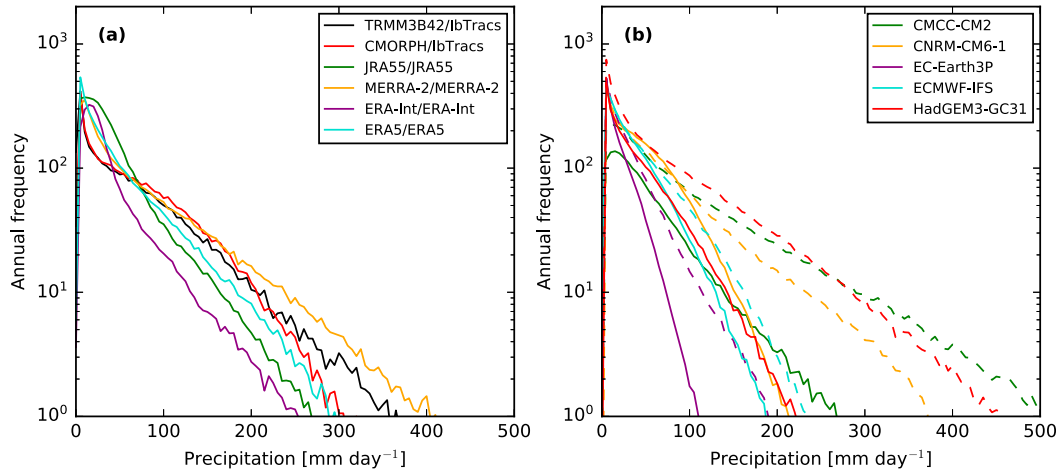 (a)
TRMM3B42/IbTracs
CMORPH/IbTracs
JRA55/JRA55
MERRA-2/MERRA-2
ERA-Int/ERA-Int
ERA5/ERA5
Annual frequency
10³
10²
10¹
10⁰
0 100 200 300 400 500
Precipitation [mm day⁻¹]
(b)
CMCC-CM2
CNRM-CM6-1
EC-Earth3P
ECMWF-IFS
HadGEM3-GC31
Annual frequency
10³
10²
10¹
10⁰
0 100 200 300 400 500
Precipitation [mm day⁻¹]